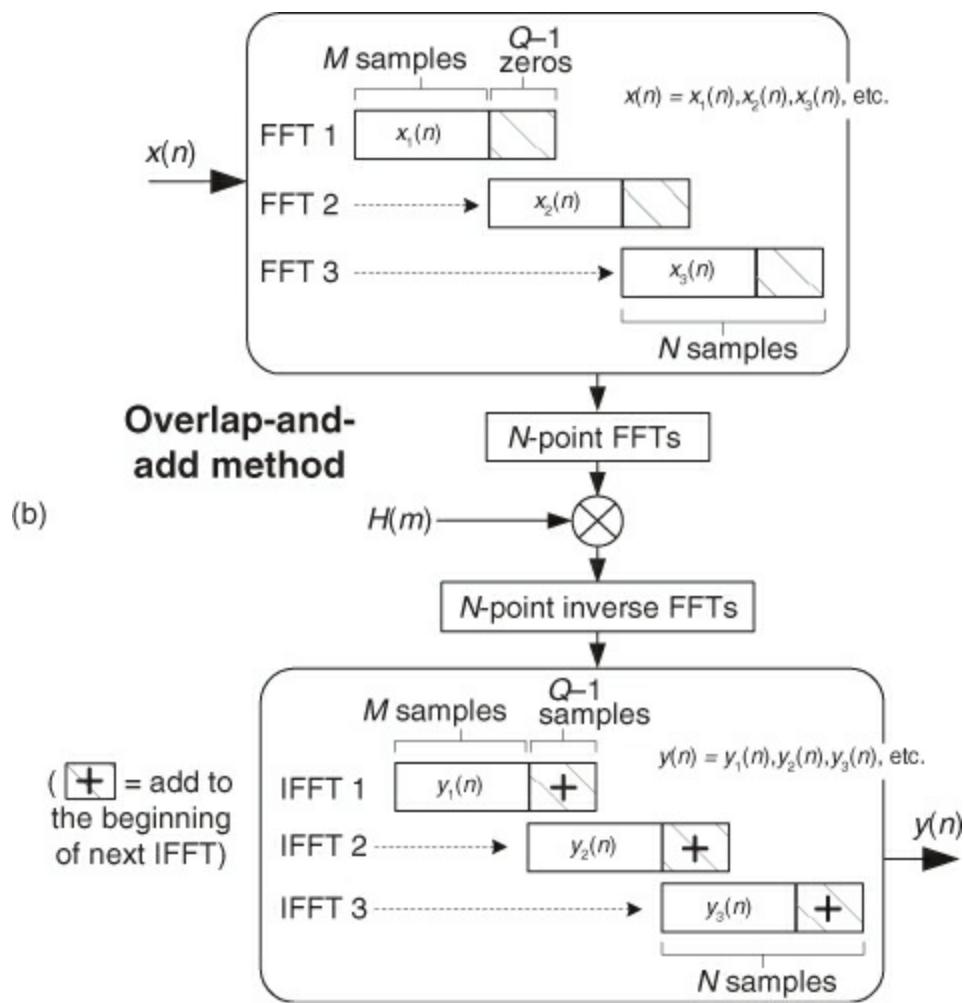 Q–1
M samples zeros
x(n) = x₁(n),x₂(n),x₃(n), etc.
FFT 1 x₁(n)
x(n)
FFT 2 x₂(n)
FFT 3 x₃(n)
N samples
Overlap-and-
add method
N-point FFTs
(b)
H(m)
N-point inverse FFTs
Q–1
M samples samples
y(n) = y₁(n),y₂(n),y₃(n), etc.
( + = add to
the beginning
of next IFFT)
IFFT 1 y₁(n) +
IFFT 2 y₂(n) +
IFFT 3 y₃(n) +
y(n)
N samples